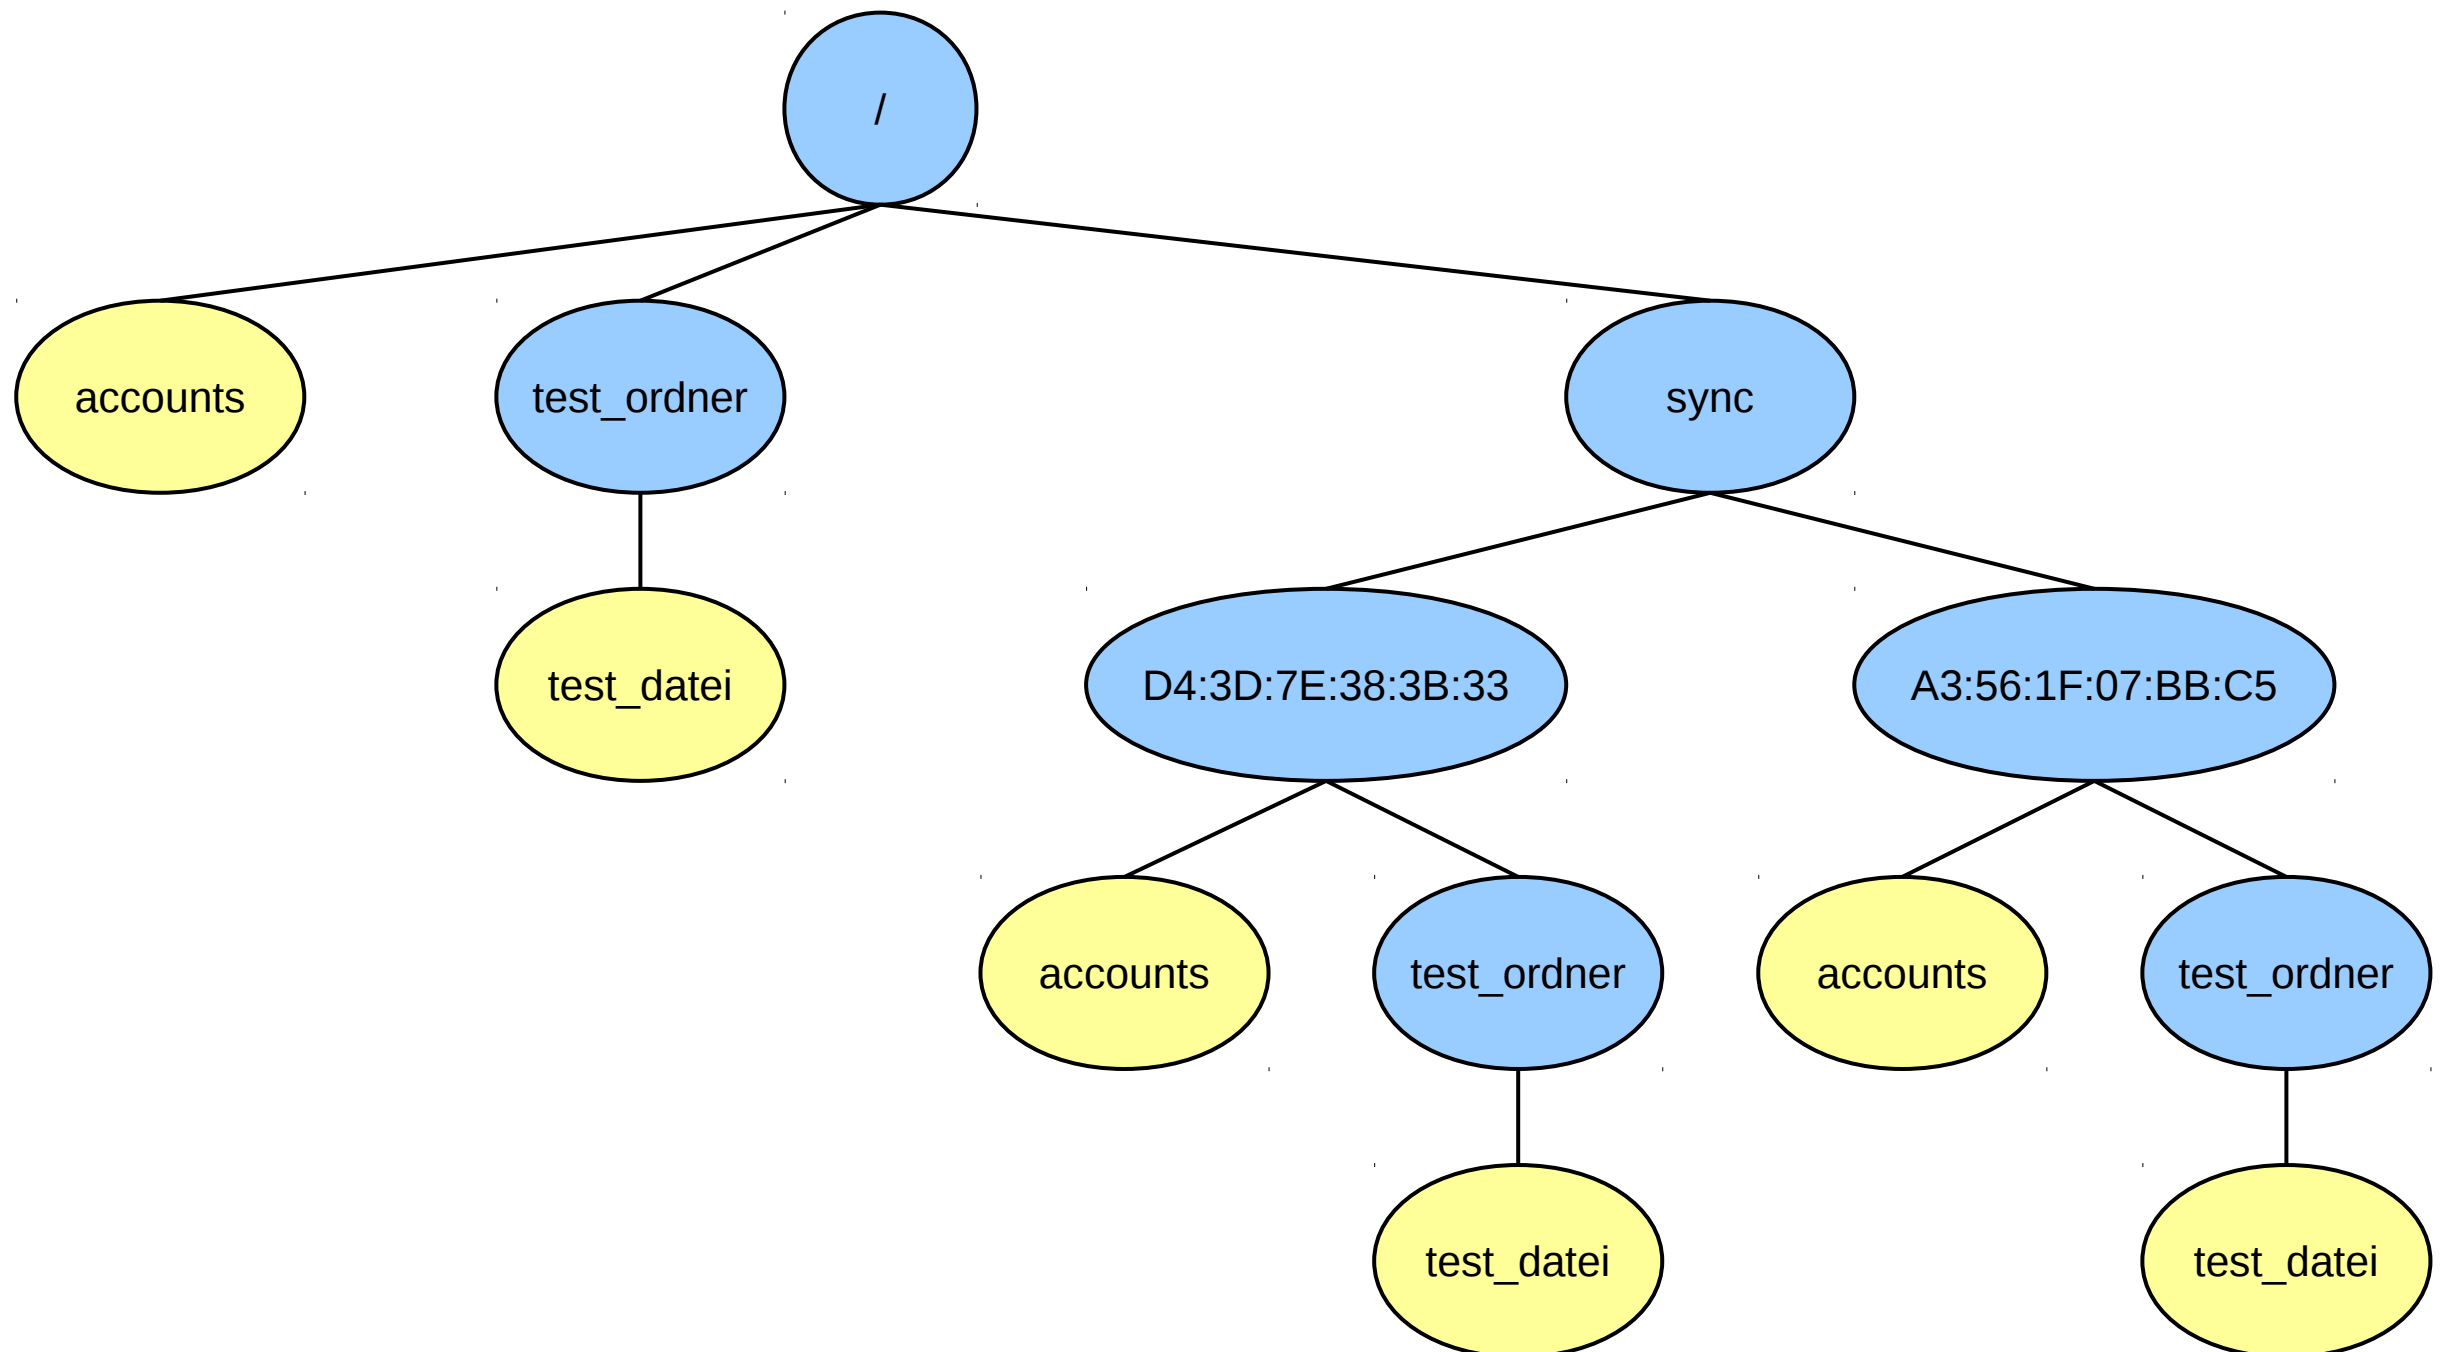 /
accounts
test_ordner
sync
test_datei
D4:3D:7E:38:3B:33
A3:56:1F:07:BB:C5
accounts
test_ordner
accounts
test_ordner
test_datei
test_datei